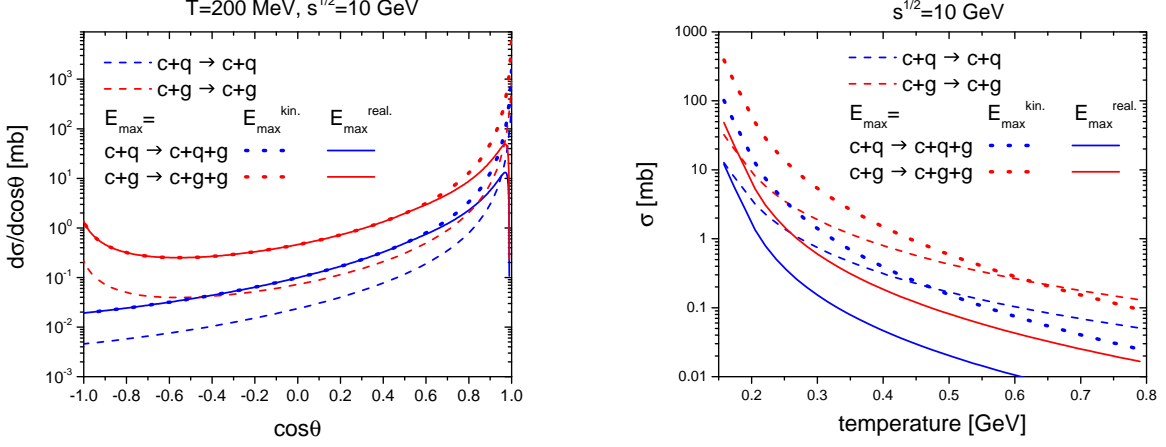 T=200 MeV, s^1/2=10 GeV
c+q → c+q
c+g → c+g
E_max= E_max^kin. E_max^real.
c+q → c+q+g
c+g → c+g+g
dσ/dcosθ [mb]
10^3
10^2
10^1
10^0
10^-1
10^-2
10^-3
-1.0 -0.8 -0.6 -0.4 -0.2 0.0 0.2 0.4 0.6 0.8 1.0
cosθ
s^1/2=10 GeV
c+q → c+q
c+g → c+g
E_max= E_max^kin. E_max^real.
c+q → c+q+g
c+g → c+g+g
σ [mb]
1000
100
10
1
0.1
0.01
0.2 0.3 0.4 0.5 0.6 0.7 0.8
temperature [GeV]